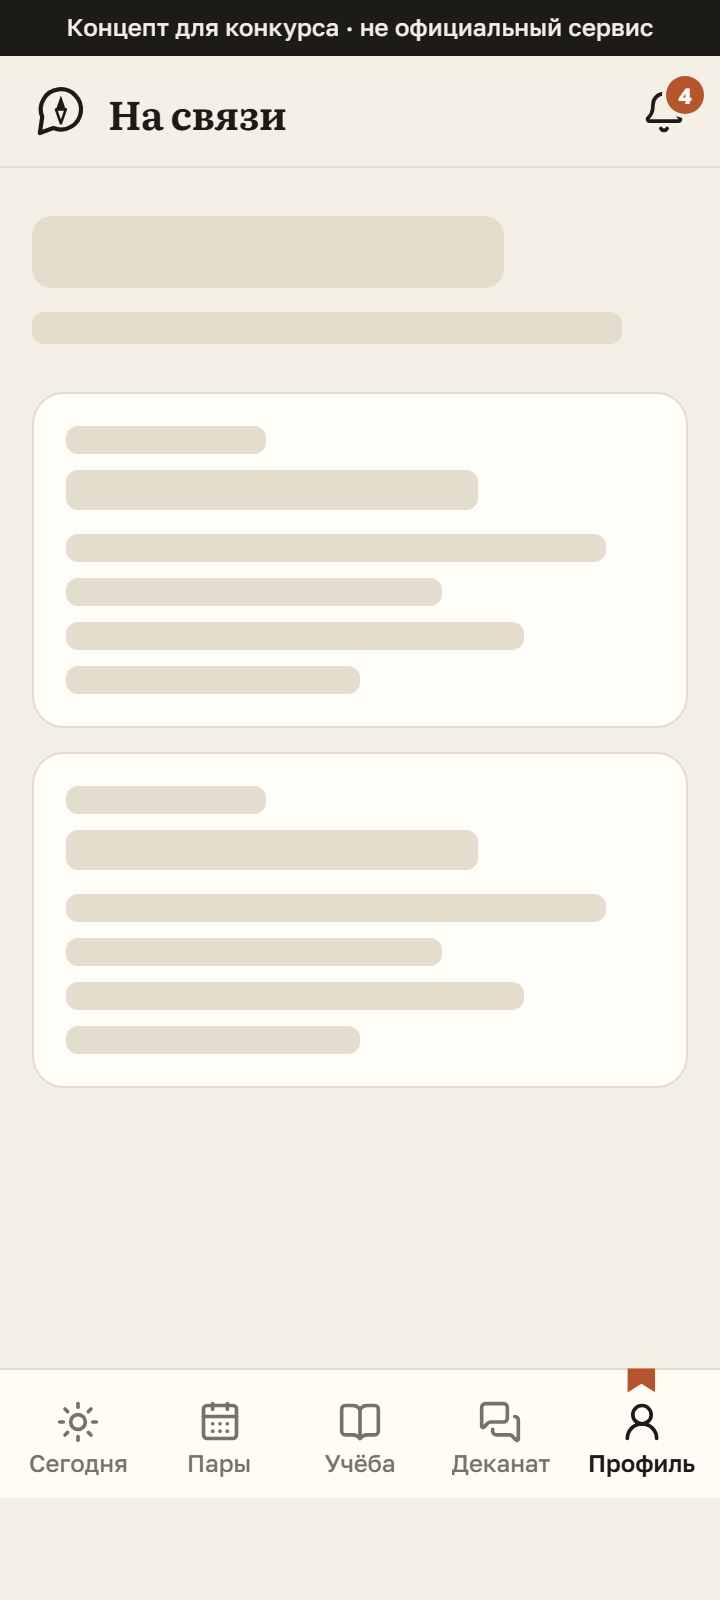 Концепт для конкурса · не официальный сервис
На связи
4
Сегодня Пары Учёба Деканат Профиль